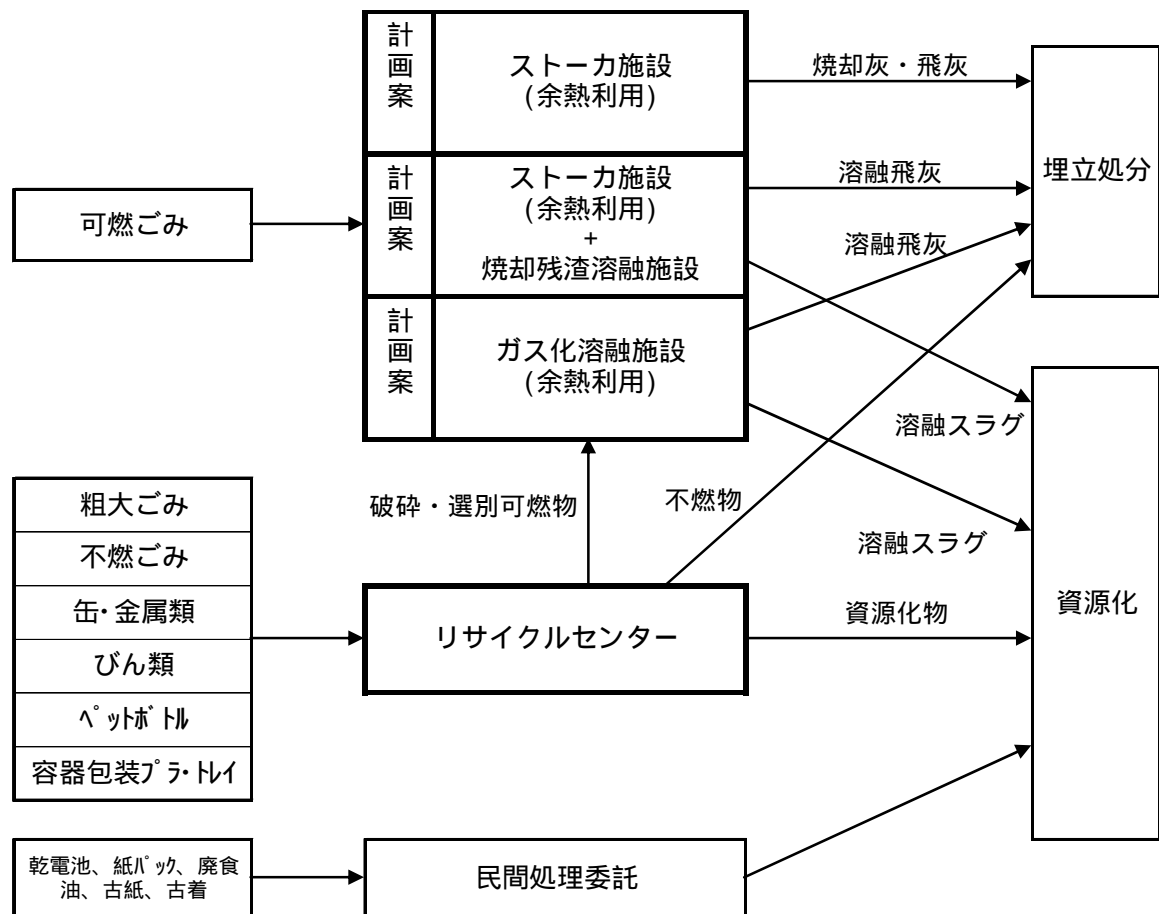 計画案
ストーカ施設
(余熱利用)
焼却灰・飛灰
埋立処分
可燃ごみ
計画案
ストーカ施設
(余熱利用)
+
焼却残渣溶融施設
溶融飛灰
溶融飛灰
計画案
ガス化溶融施設
(余熱利用)
溶融スラグ
溶融スラグ
破砕・選別可燃物
不燃物
粗大ごみ
不燃ごみ
缶・金属類
びん類
ﾍﾟｯﾄﾎﾞﾄﾙ
容器包装ﾌﾟﾗ・ﾄﾚｲ
リサイクルセンター
資源化物
資源化
乾電池、紙ﾊﾟｯｸ、廃食
油、古紙、古着
民間処理委託